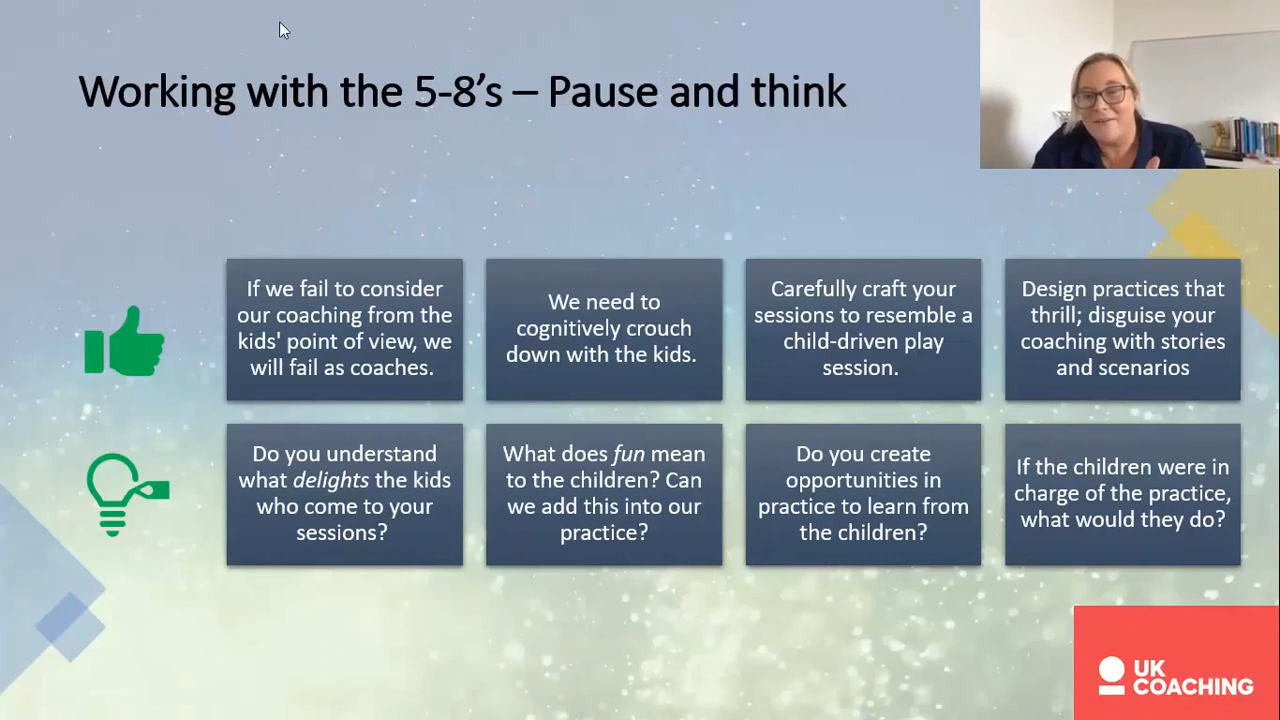 Working with the 5-8's – Pause and think
If we fail to consider
our coaching from the
kids' point of view, we
will fail as coaches.
We need to
cognitively crouch
down with the kids.
Carefully craft your
sessions to resemble a
child-driven play
session.
Design practices that
thrill; disguise your
coaching with stories
and scenarios
Do you understand
what delights the kids
who come to your
sessions?
What does fun mean
to the children? Can
we add this into our
practice?
Do you create
opportunities in
practice to learn from
the children?
If the children were in
charge of the practice,
what would they do?
UK
COACHING